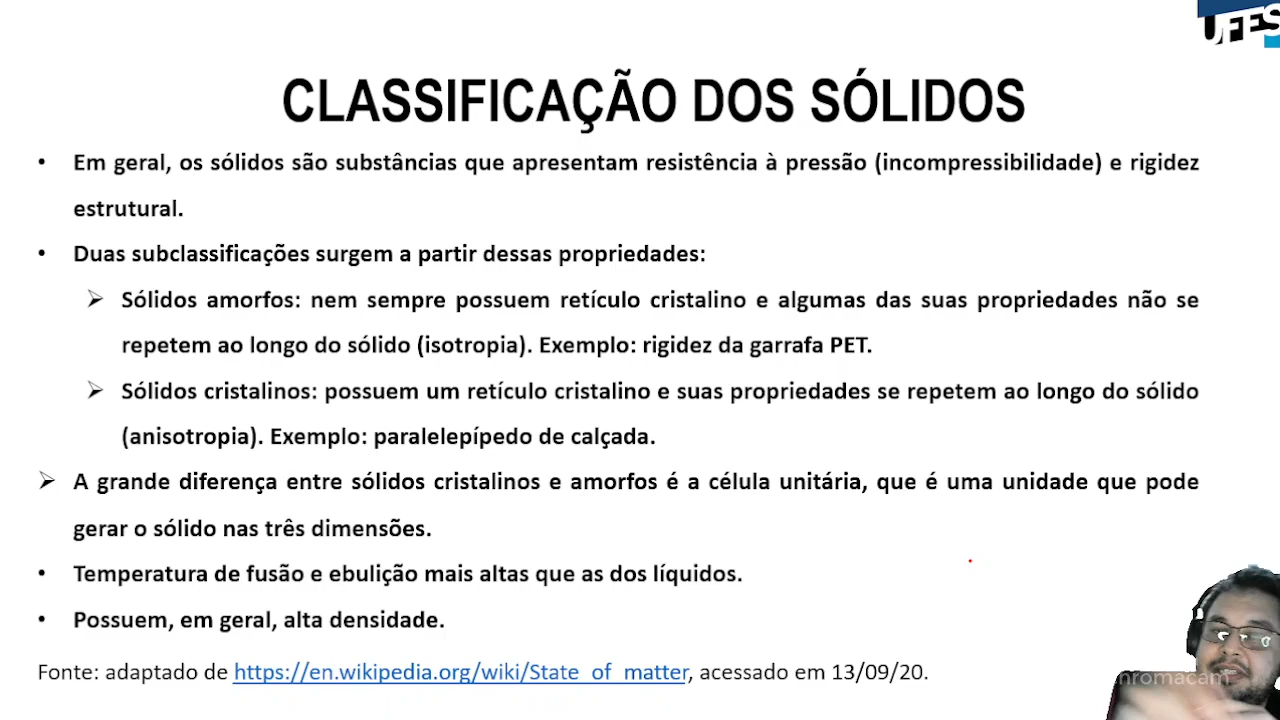 UFES
CLASSIFICAÇÃO DOS SÓLIDOS
• Em geral, os sólidos são substâncias que apresentam resistência à pressão (incompressibilidade) e rigidez
estrutural.
• Duas subclassificações surgem a partir dessas propriedades:
➢ Sólidos amorfos: nem sempre possuem retículo cristalino e algumas das suas propriedades não se
repetem ao longo do sólido (isotropia). Exemplo: rigidez da garrafa PET.
➢ Sólidos cristalinos: possuem um retículo cristalino e suas propriedades se repetem ao longo do sólido
(anisotropia). Exemplo: paralelepípedo de calçada.
➢ A grande diferença entre sólidos cristalinos e amorfos é a célula unitária, que é uma unidade que pode
gerar o sólido nas três dimensões.
• Temperatura de fusão e ebulição mais altas que as dos líquidos.
• Possuem, em geral, alta densidade.
Fonte: adaptado de https://en.wikipedia.org/wiki/State_of_matter, acessado em 13/09/20.